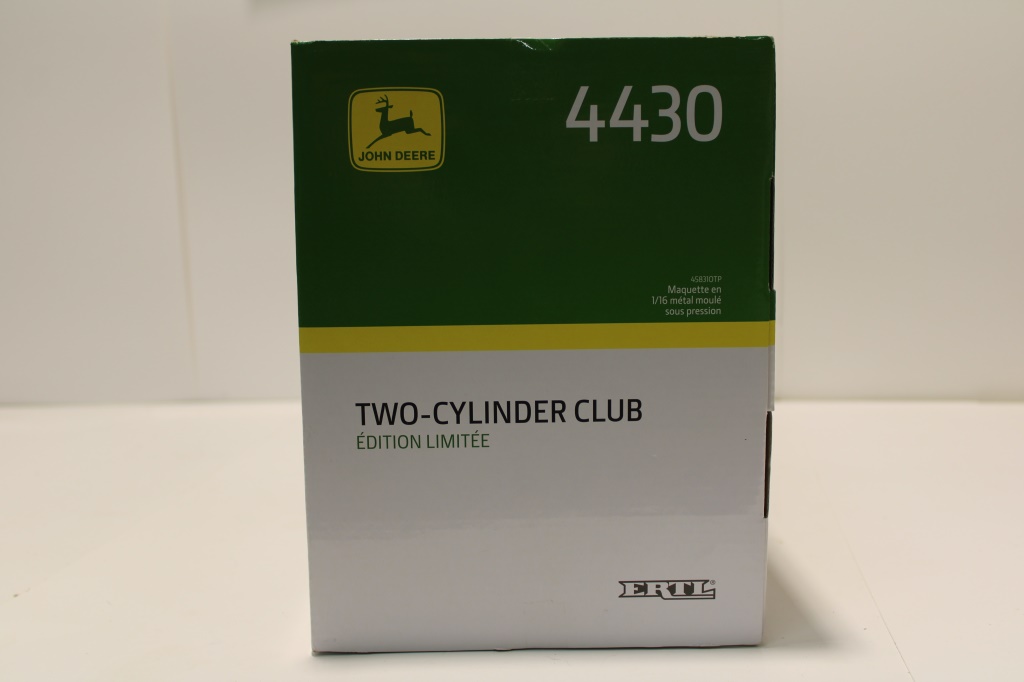 JOHN DEERE
4430
45831OTP
Maquette en
1/16 métal moulé
sous pression
TWO-CYLINDER CLUB
ÉDITION LIMITÉE
ERTL®